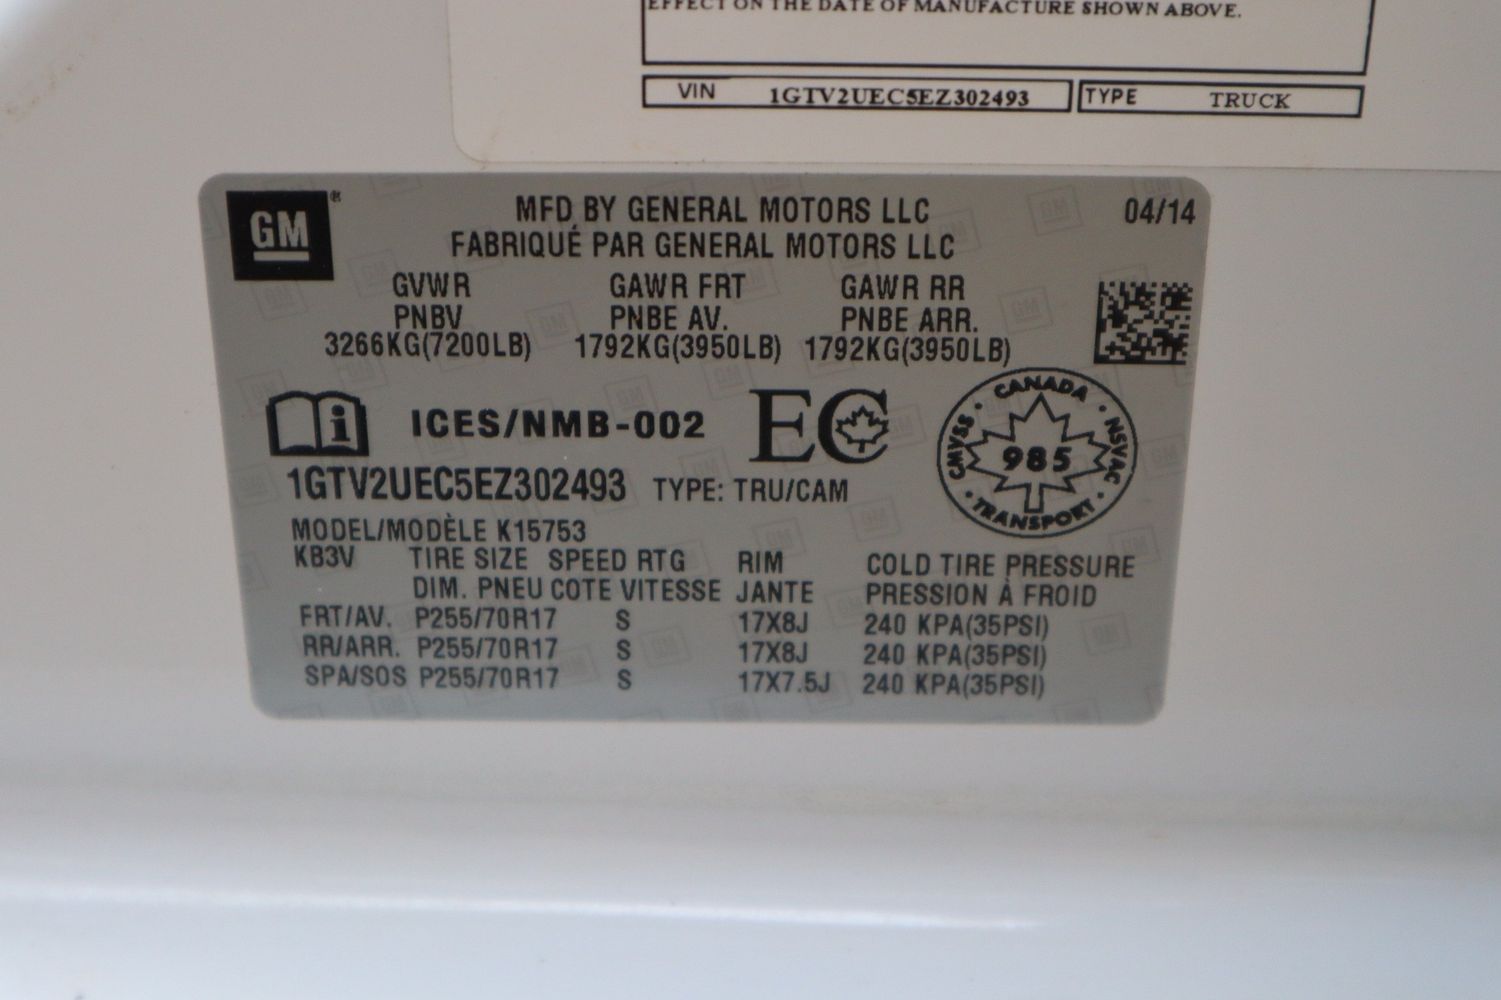 EFFECT ON THE DATE OF MANUFACTURE SHOWN ABOVE.
VIN 1GTV2UEC5EZ302493 TYPE TRUCK
GM®
MFD BY GENERAL MOTORS LLC 04/14
FABRIQUÉ PAR GENERAL MOTORS LLC
GVWR GAWR FRT GAWR RR
PNBV PNBE AV. PNBE ARR.
3266KG(7200LB) 1792KG(3950LB) 1792KG(3950LB)
i ICES/NMB-002 EC
CANADA
CMVSS • 985 • NSVAC
• TRANSPORT •
1GTV2UEC5EZ302493 TYPE: TRU/CAM
MODEL/MODÈLE K15753
KB3V TIRE SIZE SPEED RTG RIM COLD TIRE PRESSURE
DIM. PNEU COTE VITESSE JANTE PRESSION À FROID
FRT/AV. P255/70R17 S 17X8J 240 KPA(35PSI)
RR/ARR. P255/70R17 S 17X8J 240 KPA(35PSI)
SPA/SOS P255/70R17 S 17X7.5J 240 KPA(35PSI)